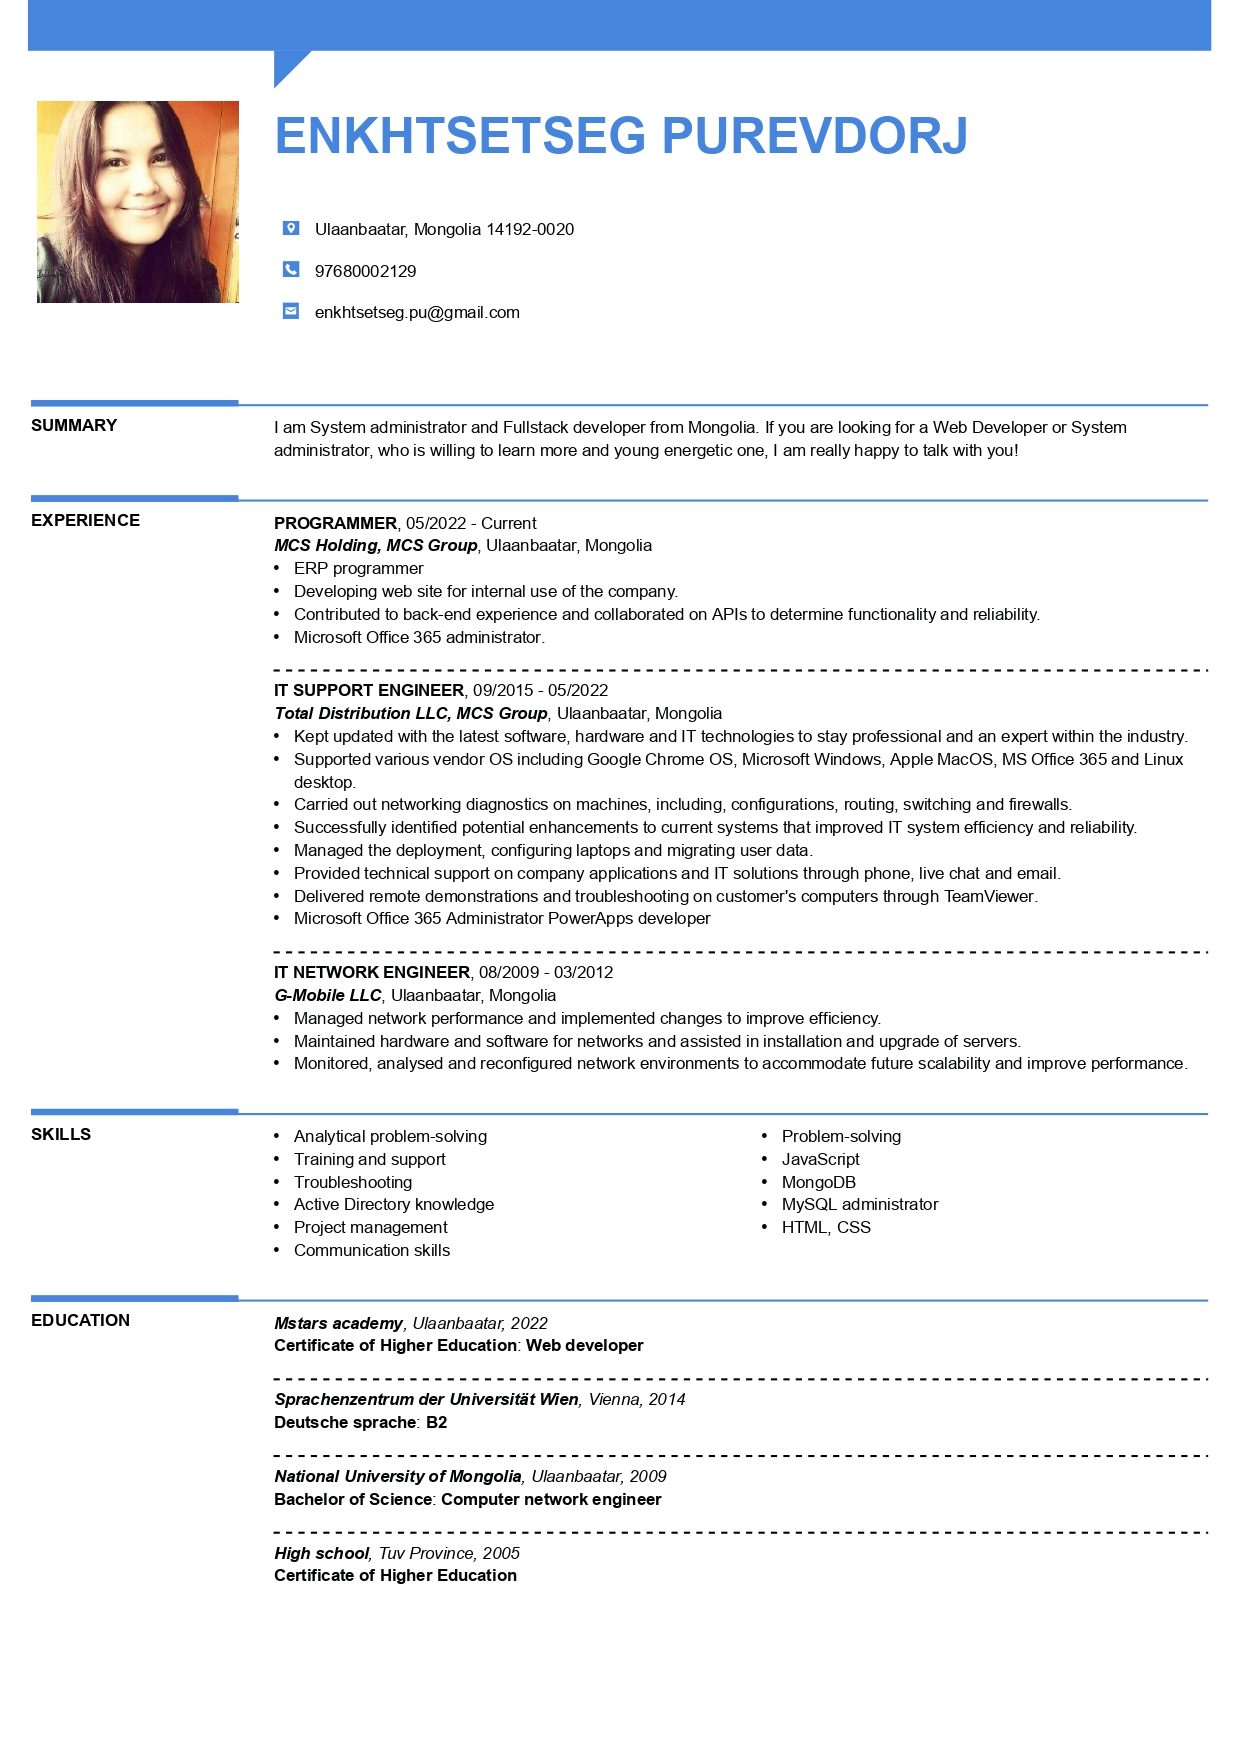 ENKHTSETSEG PUREVDORJ
Ulaanbaatar, Mongolia 14192-0020
97680002129
enkhtsetseg.pu@gmail.com
SUMMARY
I am System administrator and Fullstack developer from Mongolia. If you are looking for a Web Developer or System
administrator, who is willing to learn more and young energetic one, I am really happy to talk with you!
EXPERIENCE
PROGRAMMER, 05/2022 - Current
MCS Holding, MCS Group, Ulaanbaatar, Mongolia
• ERP programmer
• Developing web site for internal use of the company.
• Contributed to back-end experience and collaborated on APIs to determine functionality and reliability.
• Microsoft Office 365 administrator.
IT SUPPORT ENGINEER, 09/2015 - 05/2022
Total Distribution LLC, MCS Group, Ulaanbaatar, Mongolia
• Kept updated with the latest software, hardware and IT technologies to stay professional and an expert within the industry.
• Supported various vendor OS including Google Chrome OS, Microsoft Windows, Apple MacOS, MS Office 365 and Linux
desktop.
• Carried out networking diagnostics on machines, including, configurations, routing, switching and firewalls.
• Successfully identified potential enhancements to current systems that improved IT system efficiency and reliability.
• Managed the deployment, configuring laptops and migrating user data.
• Provided technical support on company applications and IT solutions through phone, live chat and email.
• Delivered remote demonstrations and troubleshooting on customer's computers through TeamViewer.
• Microsoft Office 365 Administrator PowerApps developer
IT NETWORK ENGINEER, 08/2009 - 03/2012
G-Mobile LLC, Ulaanbaatar, Mongolia
• Managed network performance and implemented changes to improve efficiency.
• Maintained hardware and software for networks and assisted in installation and upgrade of servers.
• Monitored, analysed and reconfigured network environments to accommodate future scalability and improve performance.
SKILLS
• Analytical problem-solving
• Training and support
• Troubleshooting
• Active Directory knowledge
• Project management
• Communication skills
• Problem-solving
• JavaScript
• MongoDB
• MySQL administrator
• HTML, CSS
EDUCATION
Mstars academy, Ulaanbaatar, 2022
Certificate of Higher Education: Web developer
Sprachenzentrum der Universität Wien, Vienna, 2014
Deutsche sprache: B2
National University of Mongolia, Ulaanbaatar, 2009
Bachelor of Science: Computer network engineer
High school, Tuv Province, 2005
Certificate of Higher Education